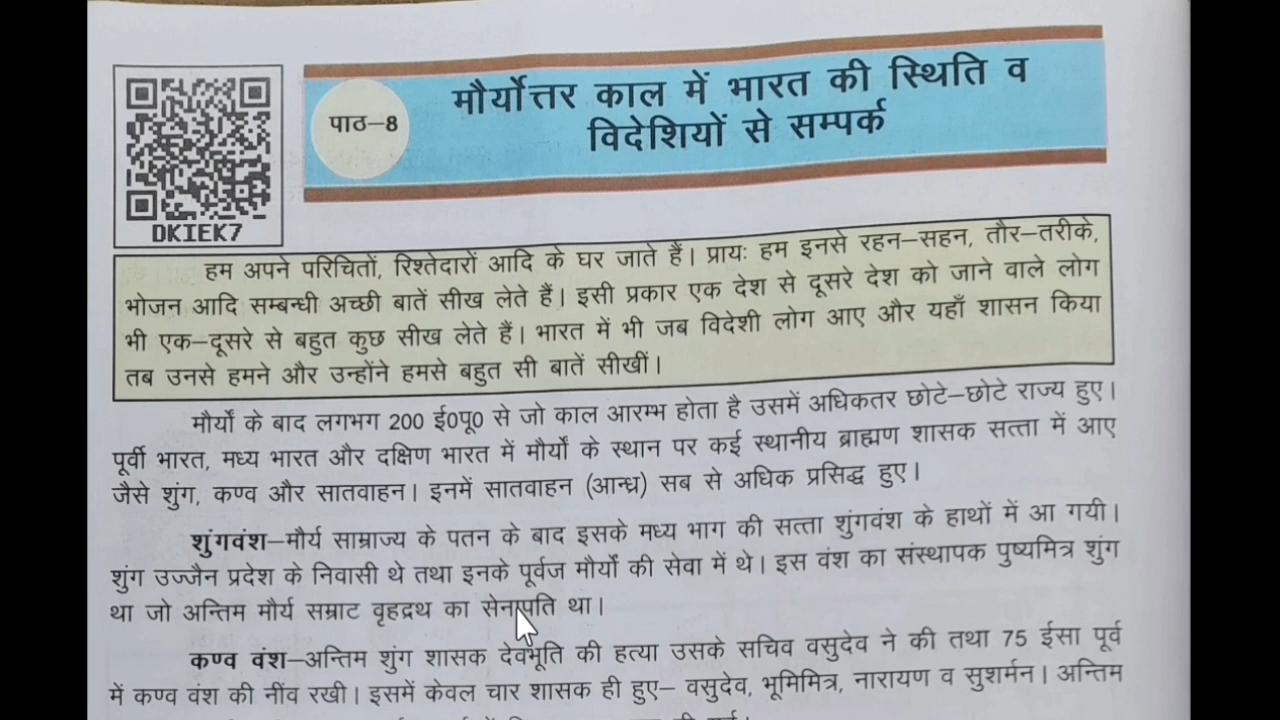 मौर्योत्तर काल में भारत की स्थिति व
पाठ–8
विदेशियों से सम्पर्क
DKIEK7
हम अपने परिचितों, रिश्तेदारों आदि के घर जाते हैं। प्रायः हम इनसे रहन–सहन, तौर–तरीके,
भोजन आदि सम्बन्धी अच्छी बातें सीख लेते हैं। इसी प्रकार एक देश से दूसरे देश को जाने वाले लोग
भी एक–दूसरे से बहुत कुछ सीख लेते हैं। भारत में भी जब विदेशी लोग आए और यहाँ शासन किया
तब उनसे हमने और उन्होंने हमसे बहुत सी बातें सीखीं।
मौर्यों के बाद लगभग 200 ई0पू0 से जो काल आरम्भ होता है उसमें अधिकतर छोटे–छोटे राज्य हुए।
पूर्वी भारत, मध्य भारत और दक्षिण भारत में मौर्यों के स्थान पर कई स्थानीय ब्राह्मण शासक सत्ता में आए
जैसे शुंग, कण्व और सातवाहन। इनमें सातवाहन (आन्ध्र) सब से अधिक प्रसिद्ध हुए।
शुंगवंश–मौर्य साम्राज्य के पतन के बाद इसके मध्य भाग की सत्ता शुंगवंश के हाथों में आ गयी।
शुंग उज्जैन प्रदेश के निवासी थे तथा इनके पूर्वज मौर्यों की सेवा में थे। इस वंश का संस्थापक पुष्यमित्र शुंग
था जो अन्तिम मौर्य सम्राट वृहद्रथ का सेनापति था।
कण्व वंश–अन्तिम शुंग शासक देवभूति की हत्या उसके सचिव वसुदेव ने की तथा 75 ईसा पूर्व
में कण्व वंश की नींव रखी। इसमें केवल चार शासक ही हुए– वसुदेव, भूमिमित्र, नारायण व सुशर्मन। अन्तिम